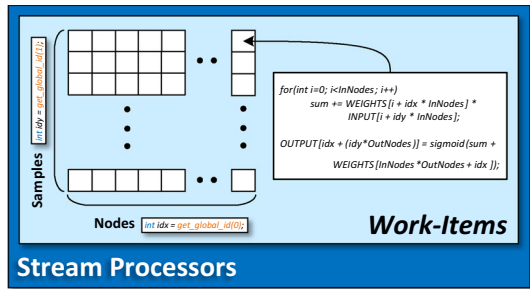 Samples
int idy = get_global_id(1);
for(int i=0; i<InNodes; i++)
sum += WEIGHTS[i + idx * InNodes] *
INPUT[i + idy * InNodes];
OUTPUT[idx + (idy*OutNodes)] = sigmoid(sum +
WEIGHTS[InNodes*OutNodes + idx ]);
Nodes int idx = get_global_id(0);
Work-Items
Stream Processors